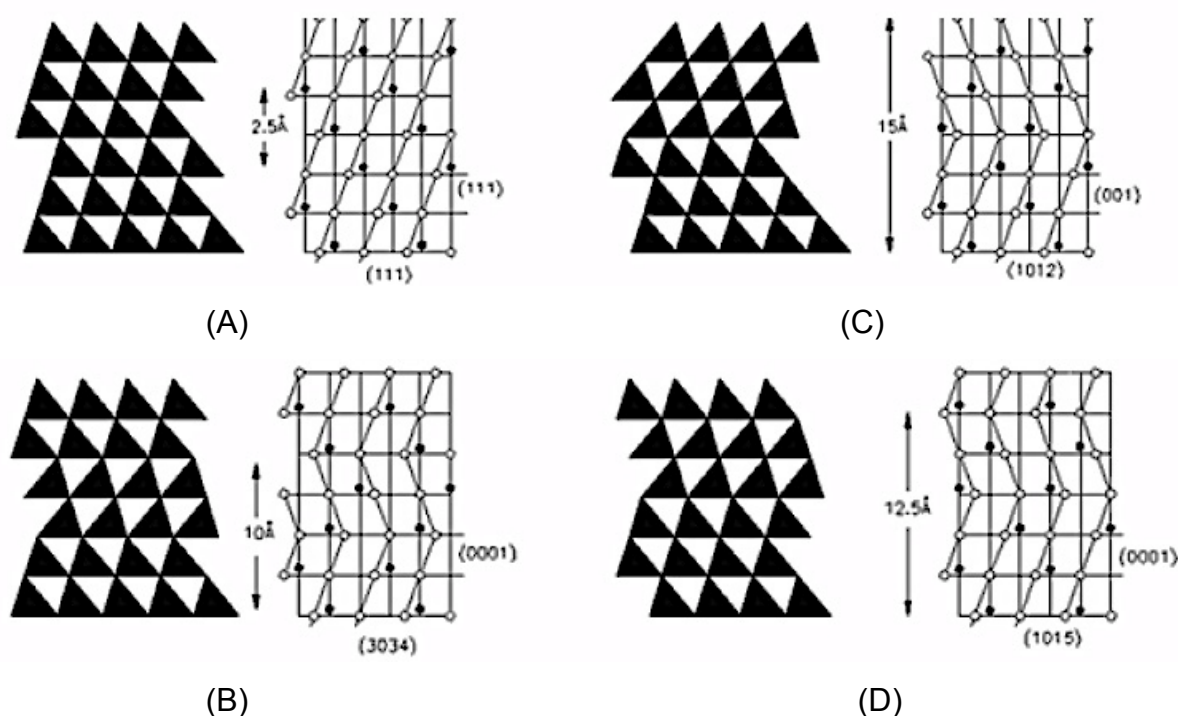 2.5Å
(111)
(111)
(A)
15Å
(001)
(1012)
(C)
10Å
(0001)
(3034)
(B)
12.5Å
(0001)
(1015)
(D)